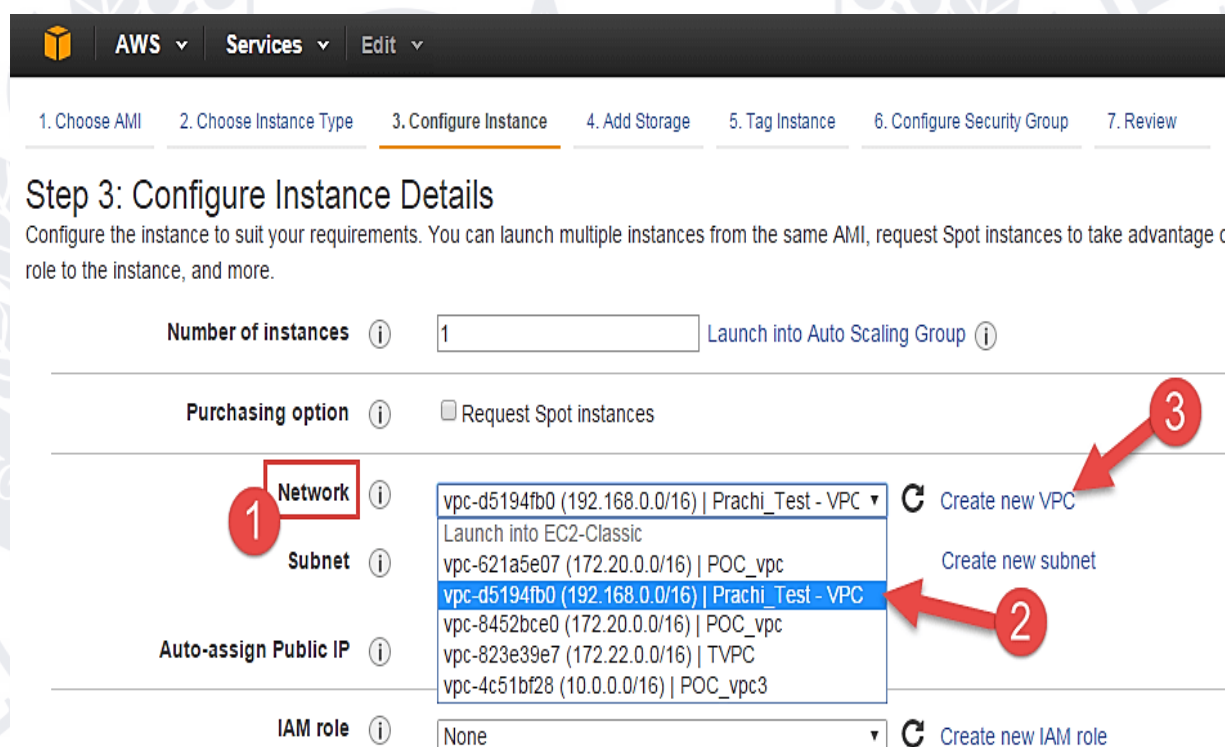 AWS Services Edit
1. Choose AMI 2. Choose Instance Type 3. Configure Instance 4. Add Storage 5. Tag Instance 6. Configure Security Group 7. Review
Step 3: Configure Instance Details
Configure the instance to suit your requirements. You can launch multiple instances from the same AMI, request Spot instances to take advantage
role to the instance, and more.
Number of instances i 1 Launch into Auto Scaling Group i
Purchasing option i Request Spot instances
3
Network i vpc-d5194fb0 (192.168.0.0/16) | Prachi_Test - VPC Create new VPC
1
Launch into EC2-Classic
Subnet i vpc-621a5e07 (172.20.0.0/16) | POC_vpc Create new subnet
vpc-d5194fb0 (192.168.0.0/16) | Prachi_Test - VPC
2
vpc-8452bce0 (172.20.0.0/16) | POC_vpc
Auto-assign Public IP i vpc-823e39e7 (172.22.0.0/16) | TVPC
vpc-4c51bf28 (10.0.0.0/16) | POC_vpc3
IAM role i None Create new IAM role